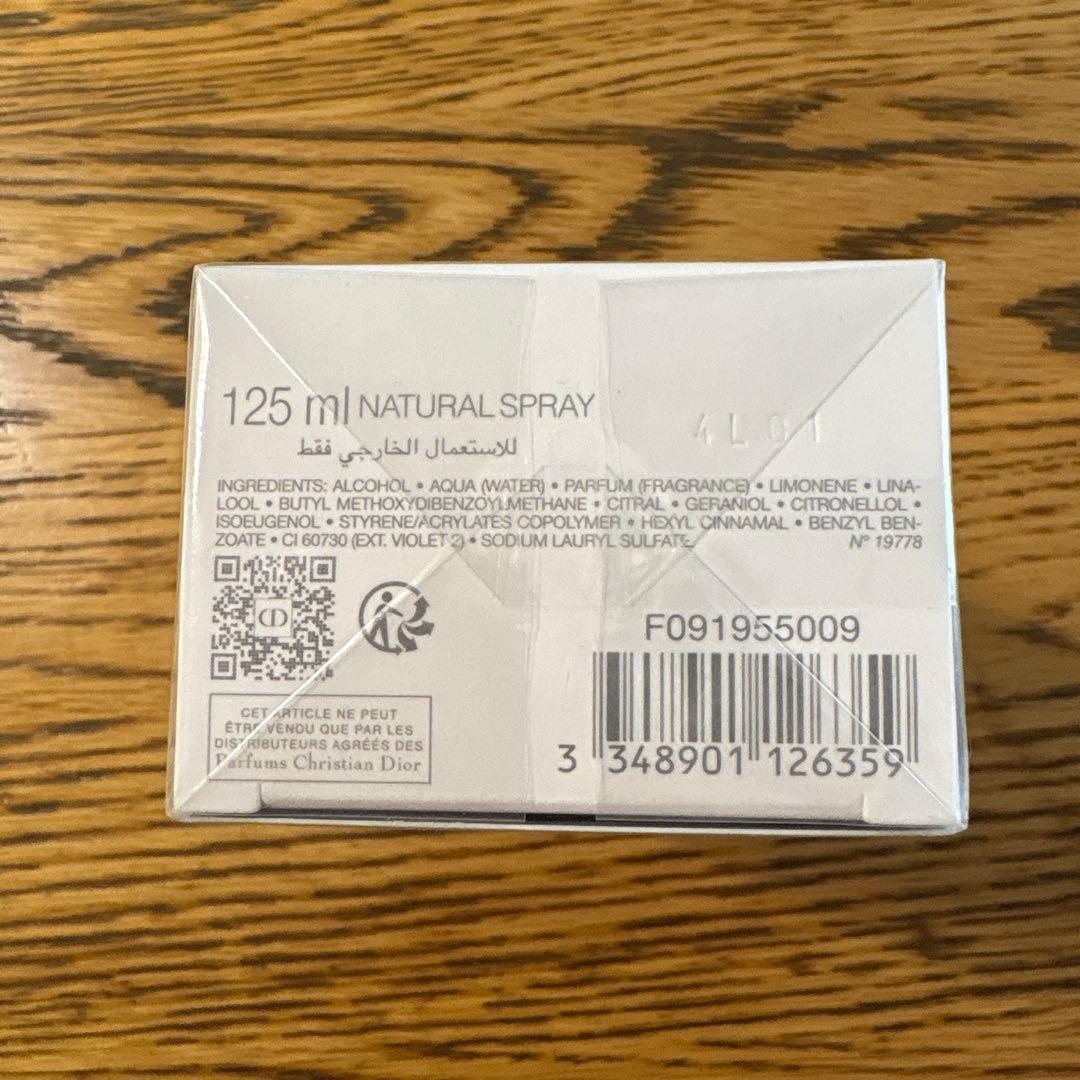 125 ml NATURAL SPRAY
للاستعمال الخارجي فقط
4L01
INGREDIENTS: ALCOHOL • AQUA (WATER) • PARFUM (FRAGRANCE) • LIMONENE • LINA-
LOOL • BUTYL METHOXYDIBENZOYLMETHANE • CITRAL • GERANIOL • CITRONELLOL •
ISOEUGENOL • STYRENE/ACRYLATES COPOLYMER • HEXYL CINNAMAL • BENZYL BEN-
ZOATE • CI 60730 (EXT. VIOLET 2) • SODIUM LAURYL SULFATE
N° 19778
CD
F091955009
3 348901 126359
CET ARTICLE NE PEUT
ÊTRE VENDU QUE PAR LES
DISTRIBUTEURS AGRÉÉS DES
Parfums Christian Dior